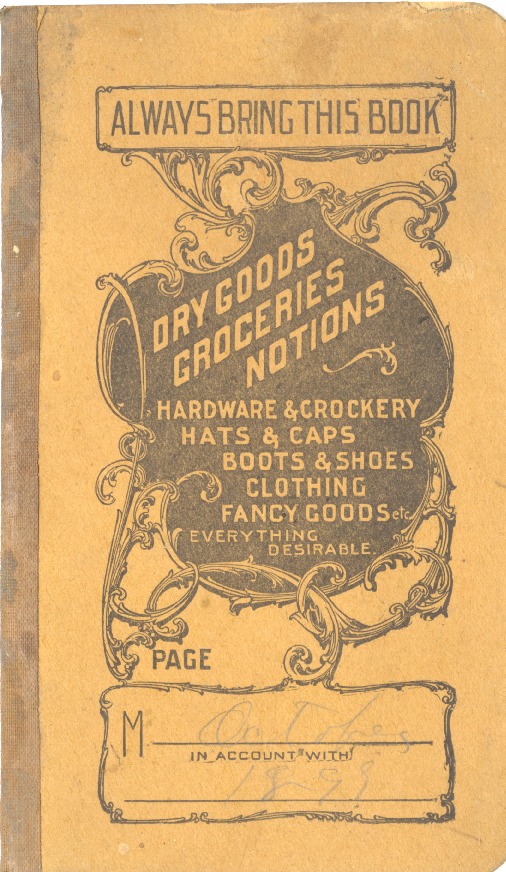 ALWAYS BRING THIS BOOK
DRY GOODS
GROCERIES
NOTIONS
HARDWARE & CROCKERY
HATS & CAPS
BOOTS & SHOES
CLOTHING
FANCY GOODS etc.
EVERYTHING
DESIRABLE.
PAGE
M
IN ACCOUNT WITH
1899